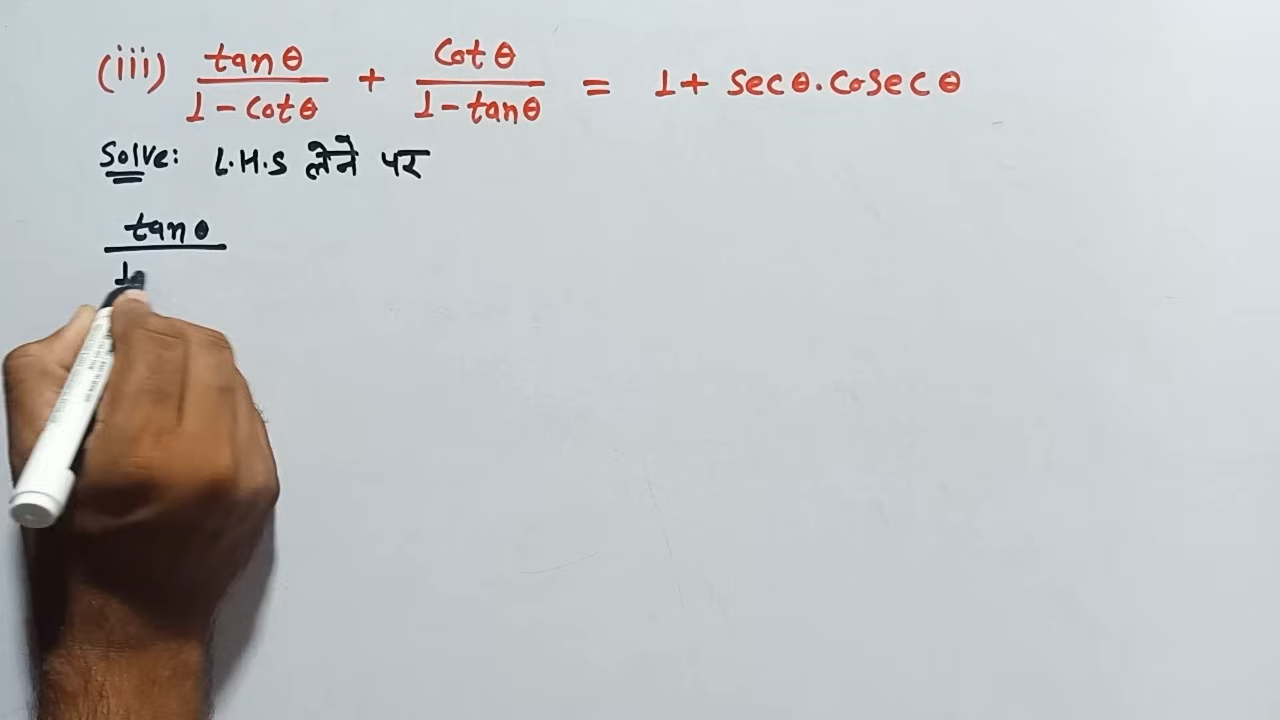 (iii) tanθ / 1-cotθ + cotθ / 1-tanθ = 1+ secθ.cosecθ
Solve: L.H.S लेने पर
tanθ
1-